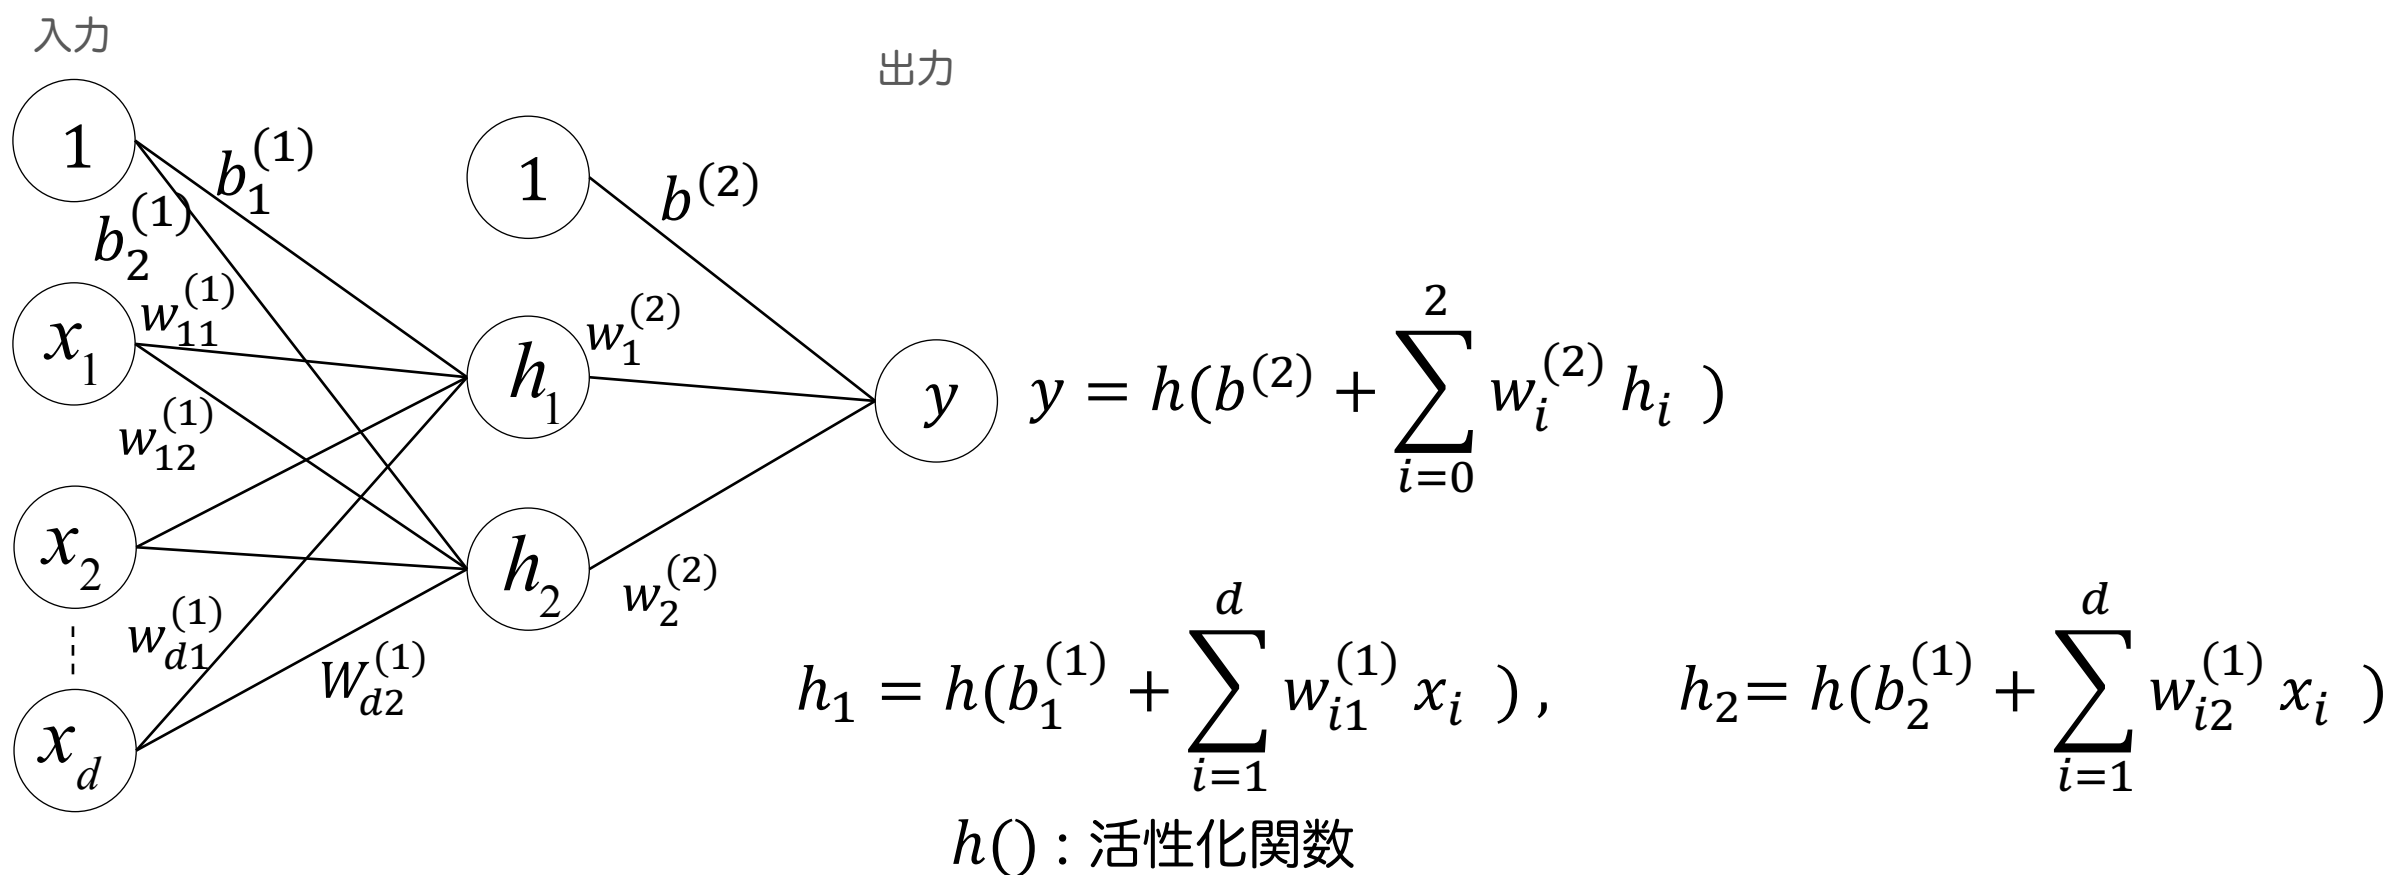 入力
出力
1
b_1^{(1)}
b_2^{(1)}
1
b^{(2)}
x_1
w_{11}^{(1)}
w_{12}^{(1)}
h_1
w_1^{(2)}
y
y = h(b^{(2)} + \sum_{i=0}^{2} w_i^{(2)} h_i )
x_2
h_2
w_2^{(2)}
w_{d1}^{(1)}
W_{d2}^{(1)}
x_d
h_1 = h(b_1^{(1)} + \sum_{i=1}^{d} w_{i1}^{(1)} x_i ) , h_2 = h(b_2^{(1)} + \sum_{i=1}^{d} w_{i2}^{(1)} x_i )
h() : 活性化関数